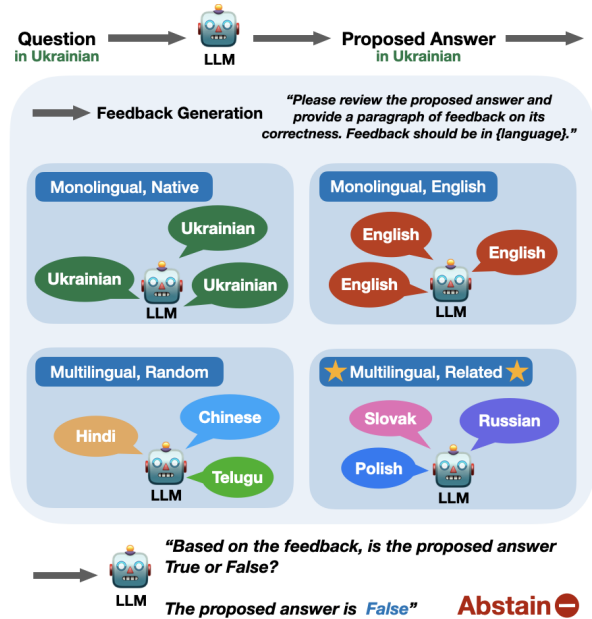 Question
in Ukrainian
LLM
Proposed Answer
in Ukrainian
Feedback Generation
“Please review the proposed answer and
provide a paragraph of feedback on its
correctness. Feedback should be in {language}.”
Monolingual, Native
Ukrainian
Ukrainian
Ukrainian
LLM
Monolingual, English
English
English
English
LLM
Multilingual, Random
Hindi
Chinese
Telugu
LLM
Multilingual, Related
Slovak
Russian
Polish
LLM
LLM
“Based on the feedback, is the proposed answer
True or False?
The proposed answer is False”
Abstain